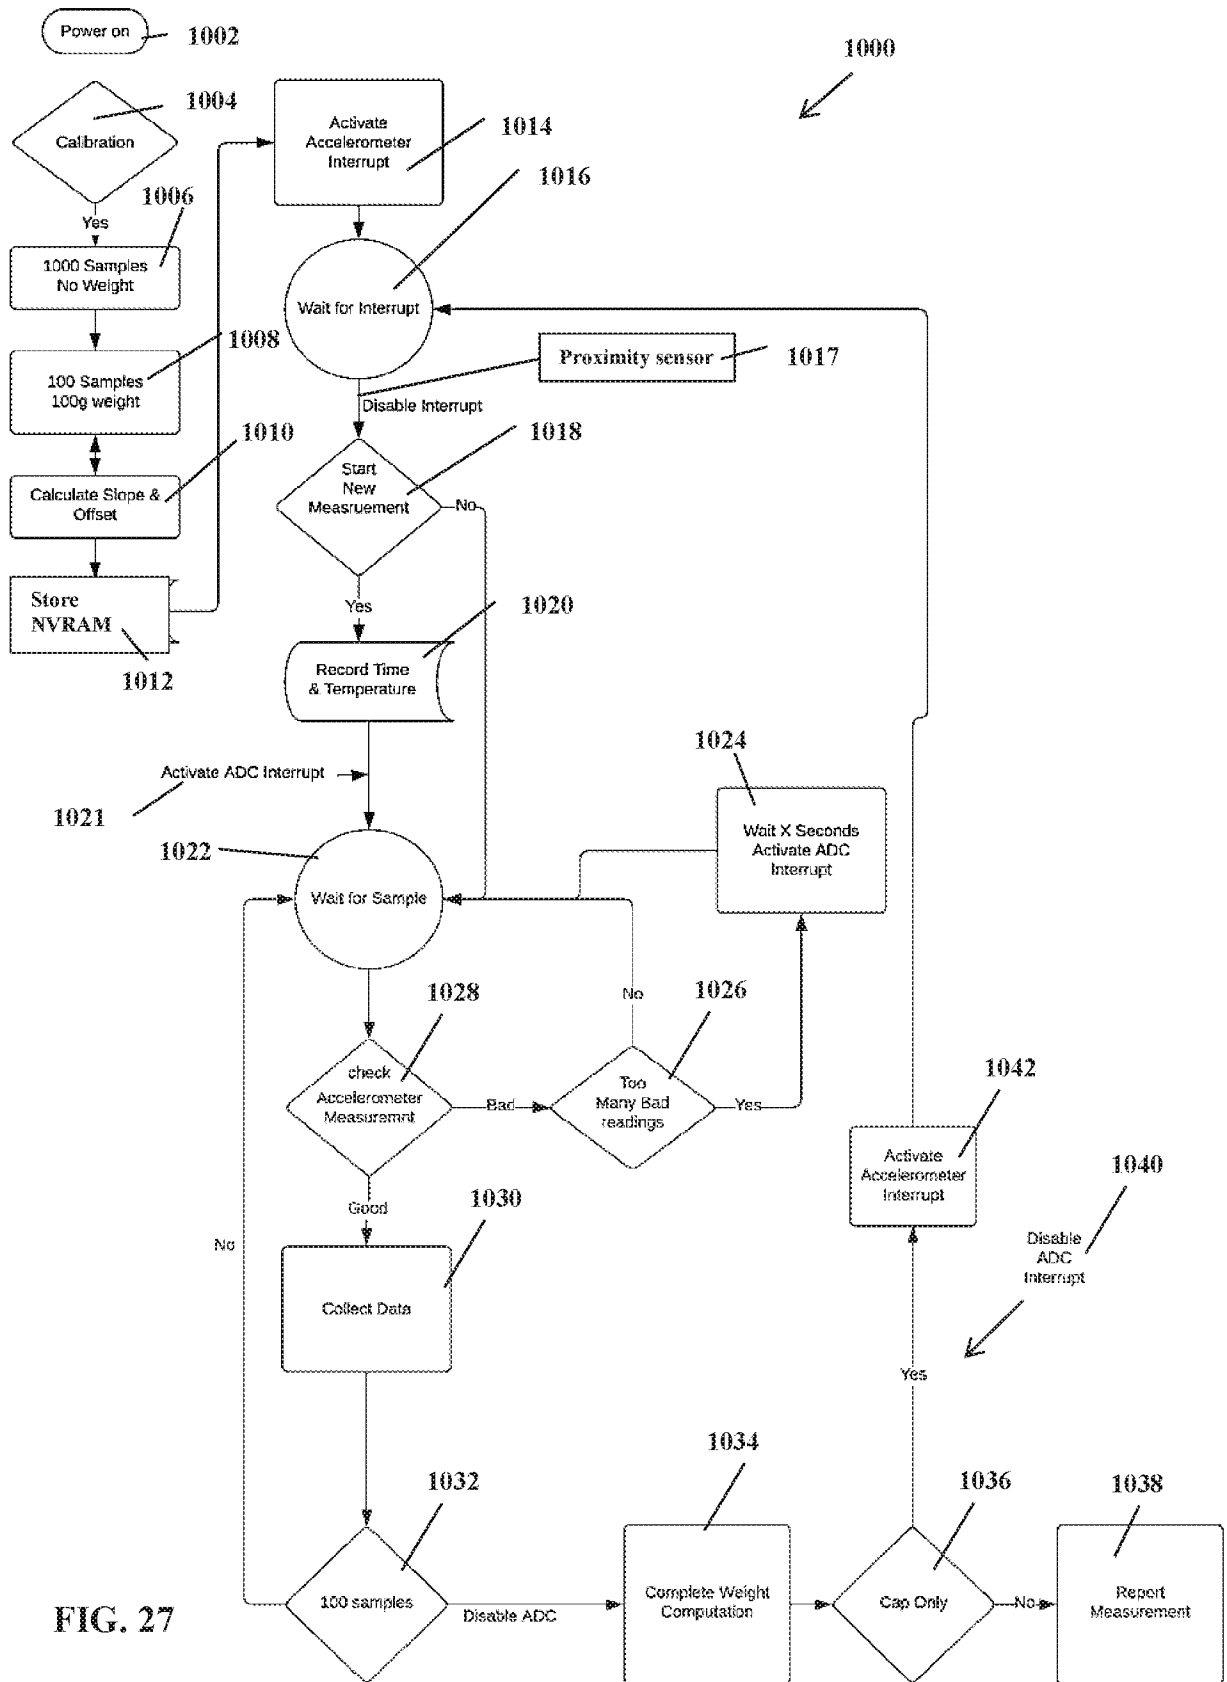 Power on
1002
1000
1004
Calibration
Yes
1006
1000 Samples
No Weight
1008
100 Samples
100g weight
1010
Calculate Slope &
Offset
Store
NVRAM
1012
Activate
Accelerometer
Interrupt
1014
1016
Wait for Interrupt
Proximity sensor
1017
Disable Interrupt
1018
Start
New
Measruement
No
Yes
1020
Record Time
& Temperature
Activate ADC Interrupt
1021
1022
Wait for Sample
1024
Wait X Seconds
Activate ADC
Interrupt
No
1028
check
Accelerometer
Measuremnt
Bad
1026
Too
Many Bad
readings
Yes
Good
1030
Collect Data
No
1032
100 samples
Disable ADC
1034
Complete Weight
Computation
1036
Cap Only
No
1038
Report
Measurement
Yes
1040
Disable
ADC
Interrupt
1042
Activate
Accelerometer
Interrupt
FIG. 27